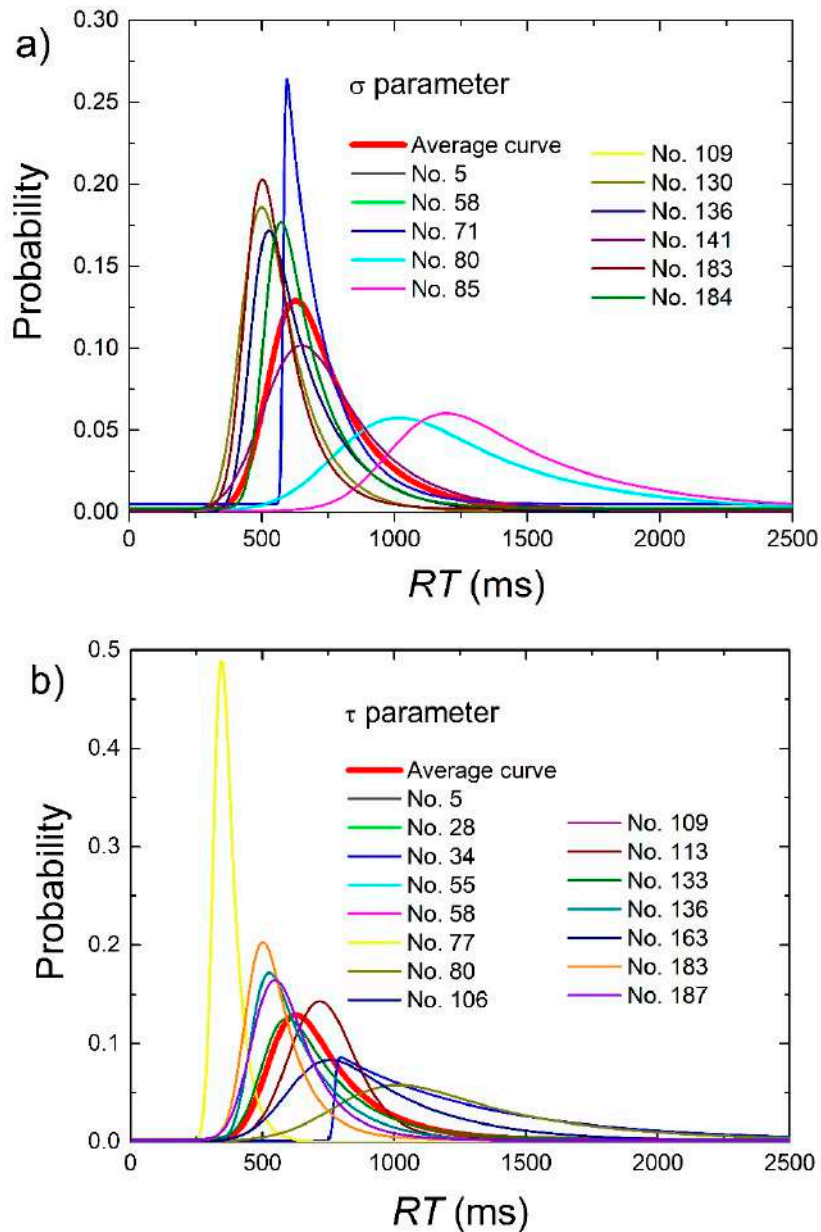 a)
0.30
0.25
0.20
0.15
0.10
0.05
0.00
Probability
σ parameter
Average curve
No. 5
No. 58
No. 71
No. 80
No. 85
No. 109
No. 130
No. 136
No. 141
No. 183
No. 184
0 500 1000 1500 2000 2500
RT (ms)
b)
0.5
0.4
0.3
0.2
0.1
0.0
Probability
τ parameter
Average curve
No. 5
No. 28
No. 34
No. 55
No. 58
No. 77
No. 80
No. 106
No. 109
No. 113
No. 133
No. 136
No. 163
No. 183
No. 187
0 500 1000 1500 2000 2500
RT (ms)